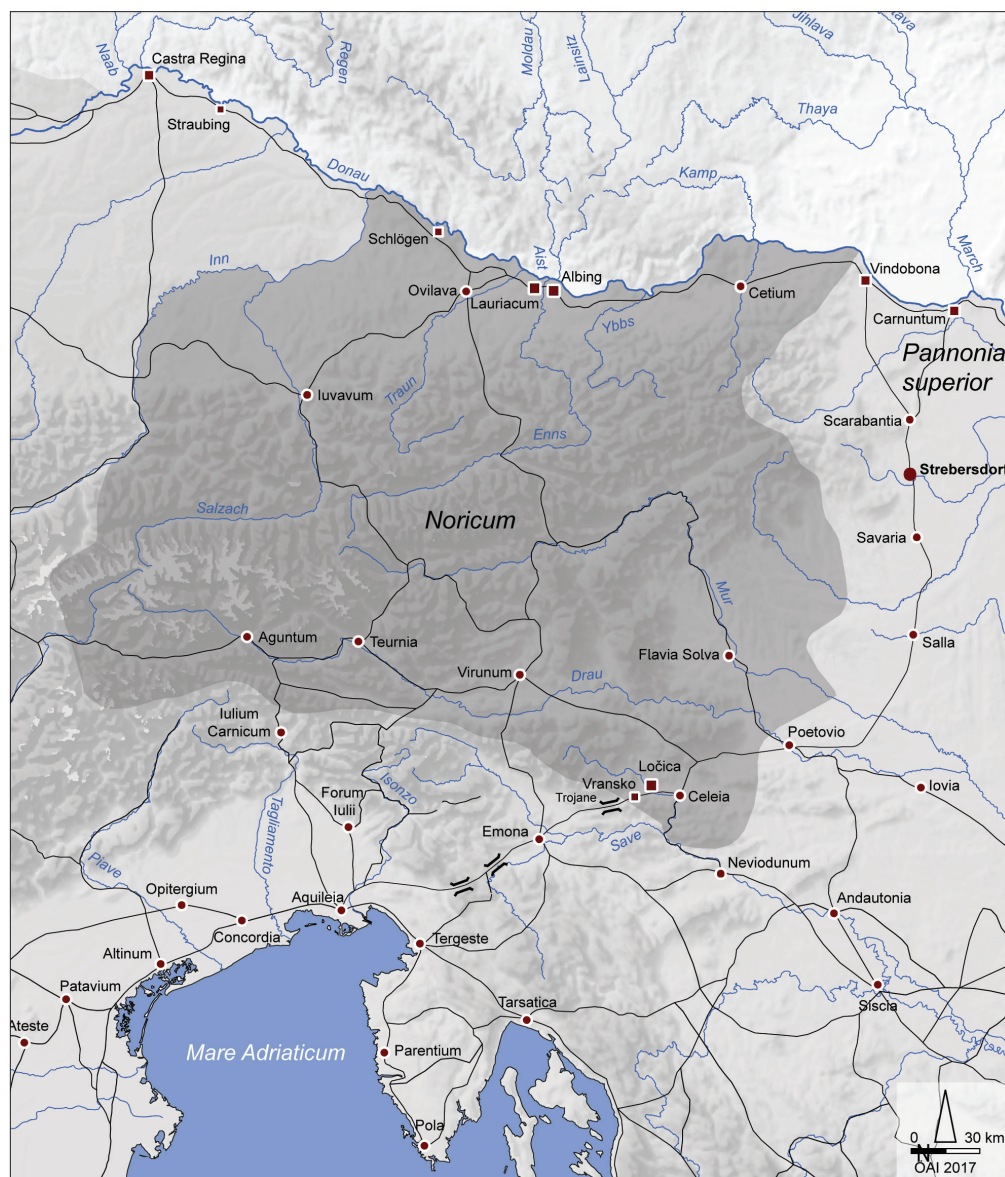 Naab
Regen
Moldau
Lainsitz
Jihlava
Castra Regina
Straubing
Thaya
Donau
Kamp
March
Schlögen
Inn
Aist
Albing
Vindobona
Ovilava
Lauriacum
Cetium
Carnuntum
Ybbs
Pannonia
superior
Iuvavum
Traun
Scarabantia
Enns
Strebersdorf
Salzach
Noricum
Savaria
Mur
Aguntum
Teurnia
Flavia Solva
Salla
Virunum
Drau
Iulium
Carnicum
Poetovio
Isonzo
Ločica
Vransko
Trojane
Celeia
Iovia
Forum
Iulii
Tagliamento
Emona
Save
Piave
Neviodunum
Opitergium
Aquileia
Andautonia
Concordia
Altinum
Tergeste
Patavium
Siscia
Tarsatica
Ateste
Mare Adriaticum
Parentium
Pola
0 30 km
N
ÖAI 2017